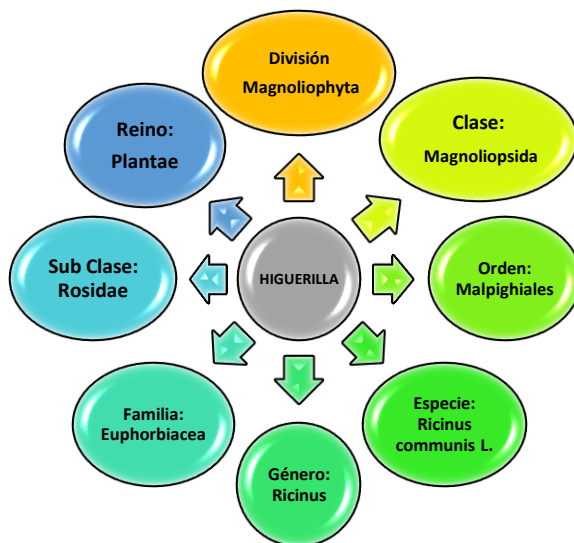 División
Magnoliophyta
Clase:
Magnoliopsida
Reino:
Plantae
HIGUERILLA
Sub Clase:
Rosidae
Orden:
Malpighiales
Familia:
Euphorbiacea
Género:
Ricinus
Especie:
Ricinus
communis L.